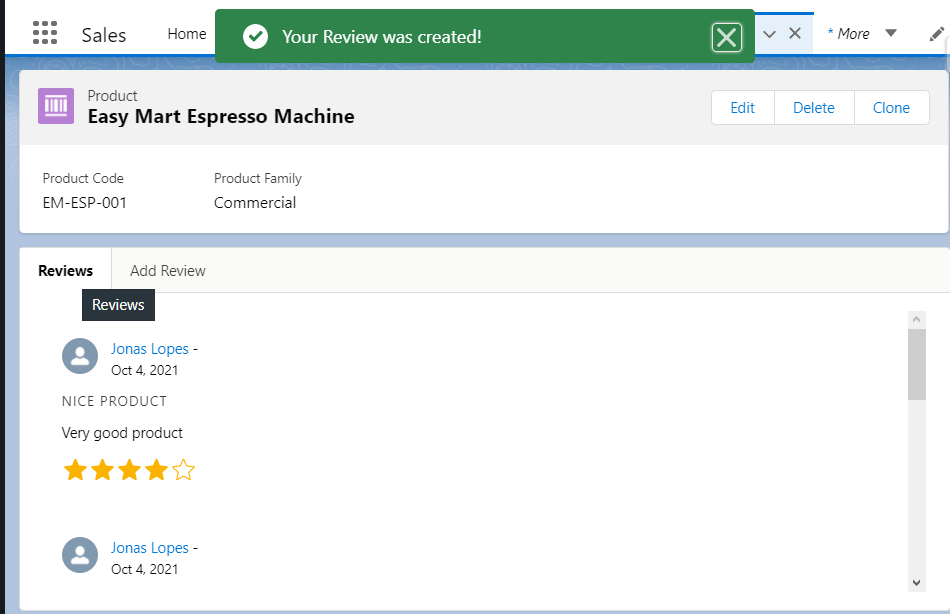 Sales
Home
Your Review was created!
* More
Product
Easy Mart Espresso Machine
Edit
Delete
Clone
Product Code
Product Family
EM-ESP-001
Commercial
Reviews
Add Review
Reviews
Jonas Lopes -
Oct 4, 2021
NICE PRODUCT
Very good product
Jonas Lopes -
Oct 4, 2021